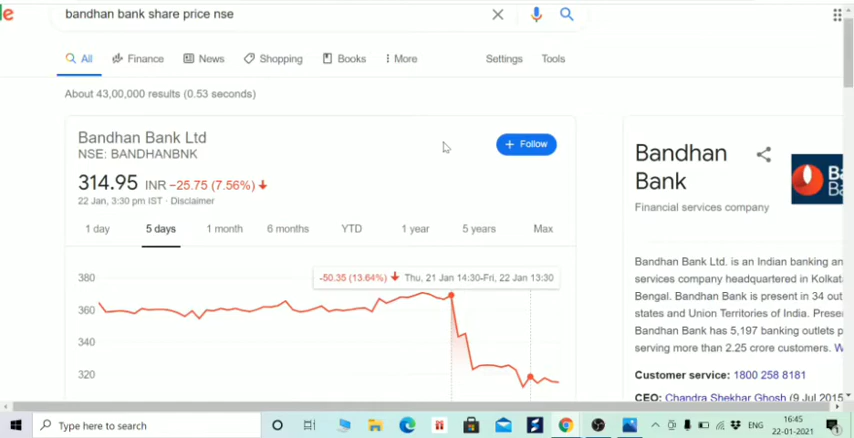 bandhan bank share price nse
All Finance News Shopping Books More Settings Tools
About 43,00,000 results (0.53 seconds)
Bandhan Bank Ltd
NSE: BANDHANBNK
Follow
314.95 INR −25.75 (7.56%)
22 Jan, 3:30 pm IST · Disclaimer
1 day 5 days 1 month 6 months YTD 1 year 5 years Max
-50.35 (13.64%) Thu, 21 Jan 14:30-Fri, 22 Jan 13:30
380
360
340
320
Bandhan
Bank
Financial services company
Bandhan Bank Ltd. is an Indian banking an
services company headquartered in Kolkat
Bengal. Bandhan Bank is present in 34 out
states and Union Territories of India. Prese
Bandhan Bank has 5,197 banking outlets p
serving more than 2.25 crore customers. W
Customer service: 1800 258 8181
CEO: Chandra Shekhar Ghosh (9 Jul 2015
Type here to search
ENG
16:45
22-01-2021